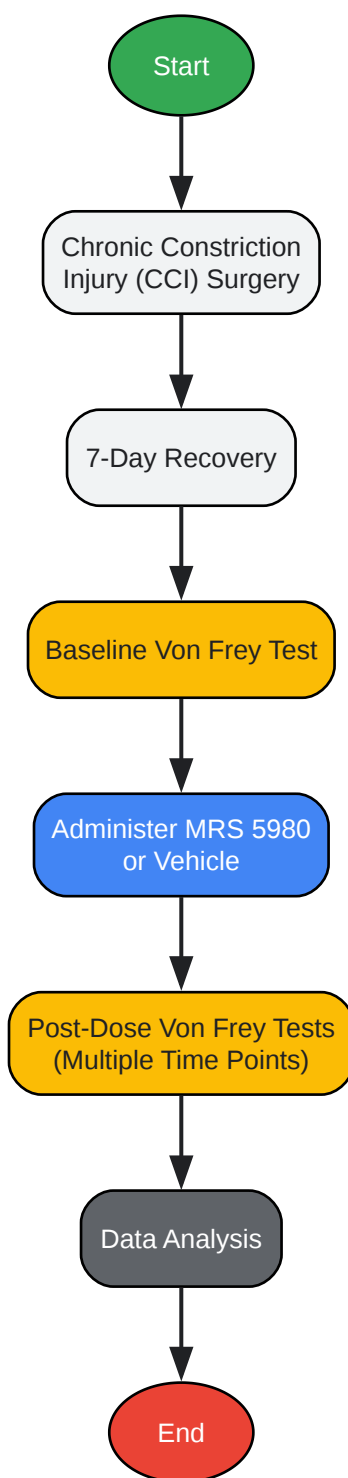 Start
Chronic Constriction
Injury (CCI) Surgery
7-Day Recovery
Baseline Von Frey Test
Administer MRS 5980
or Vehicle
Post-Dose Von Frey Tests
(Multiple Time Points)
Data Analysis
End